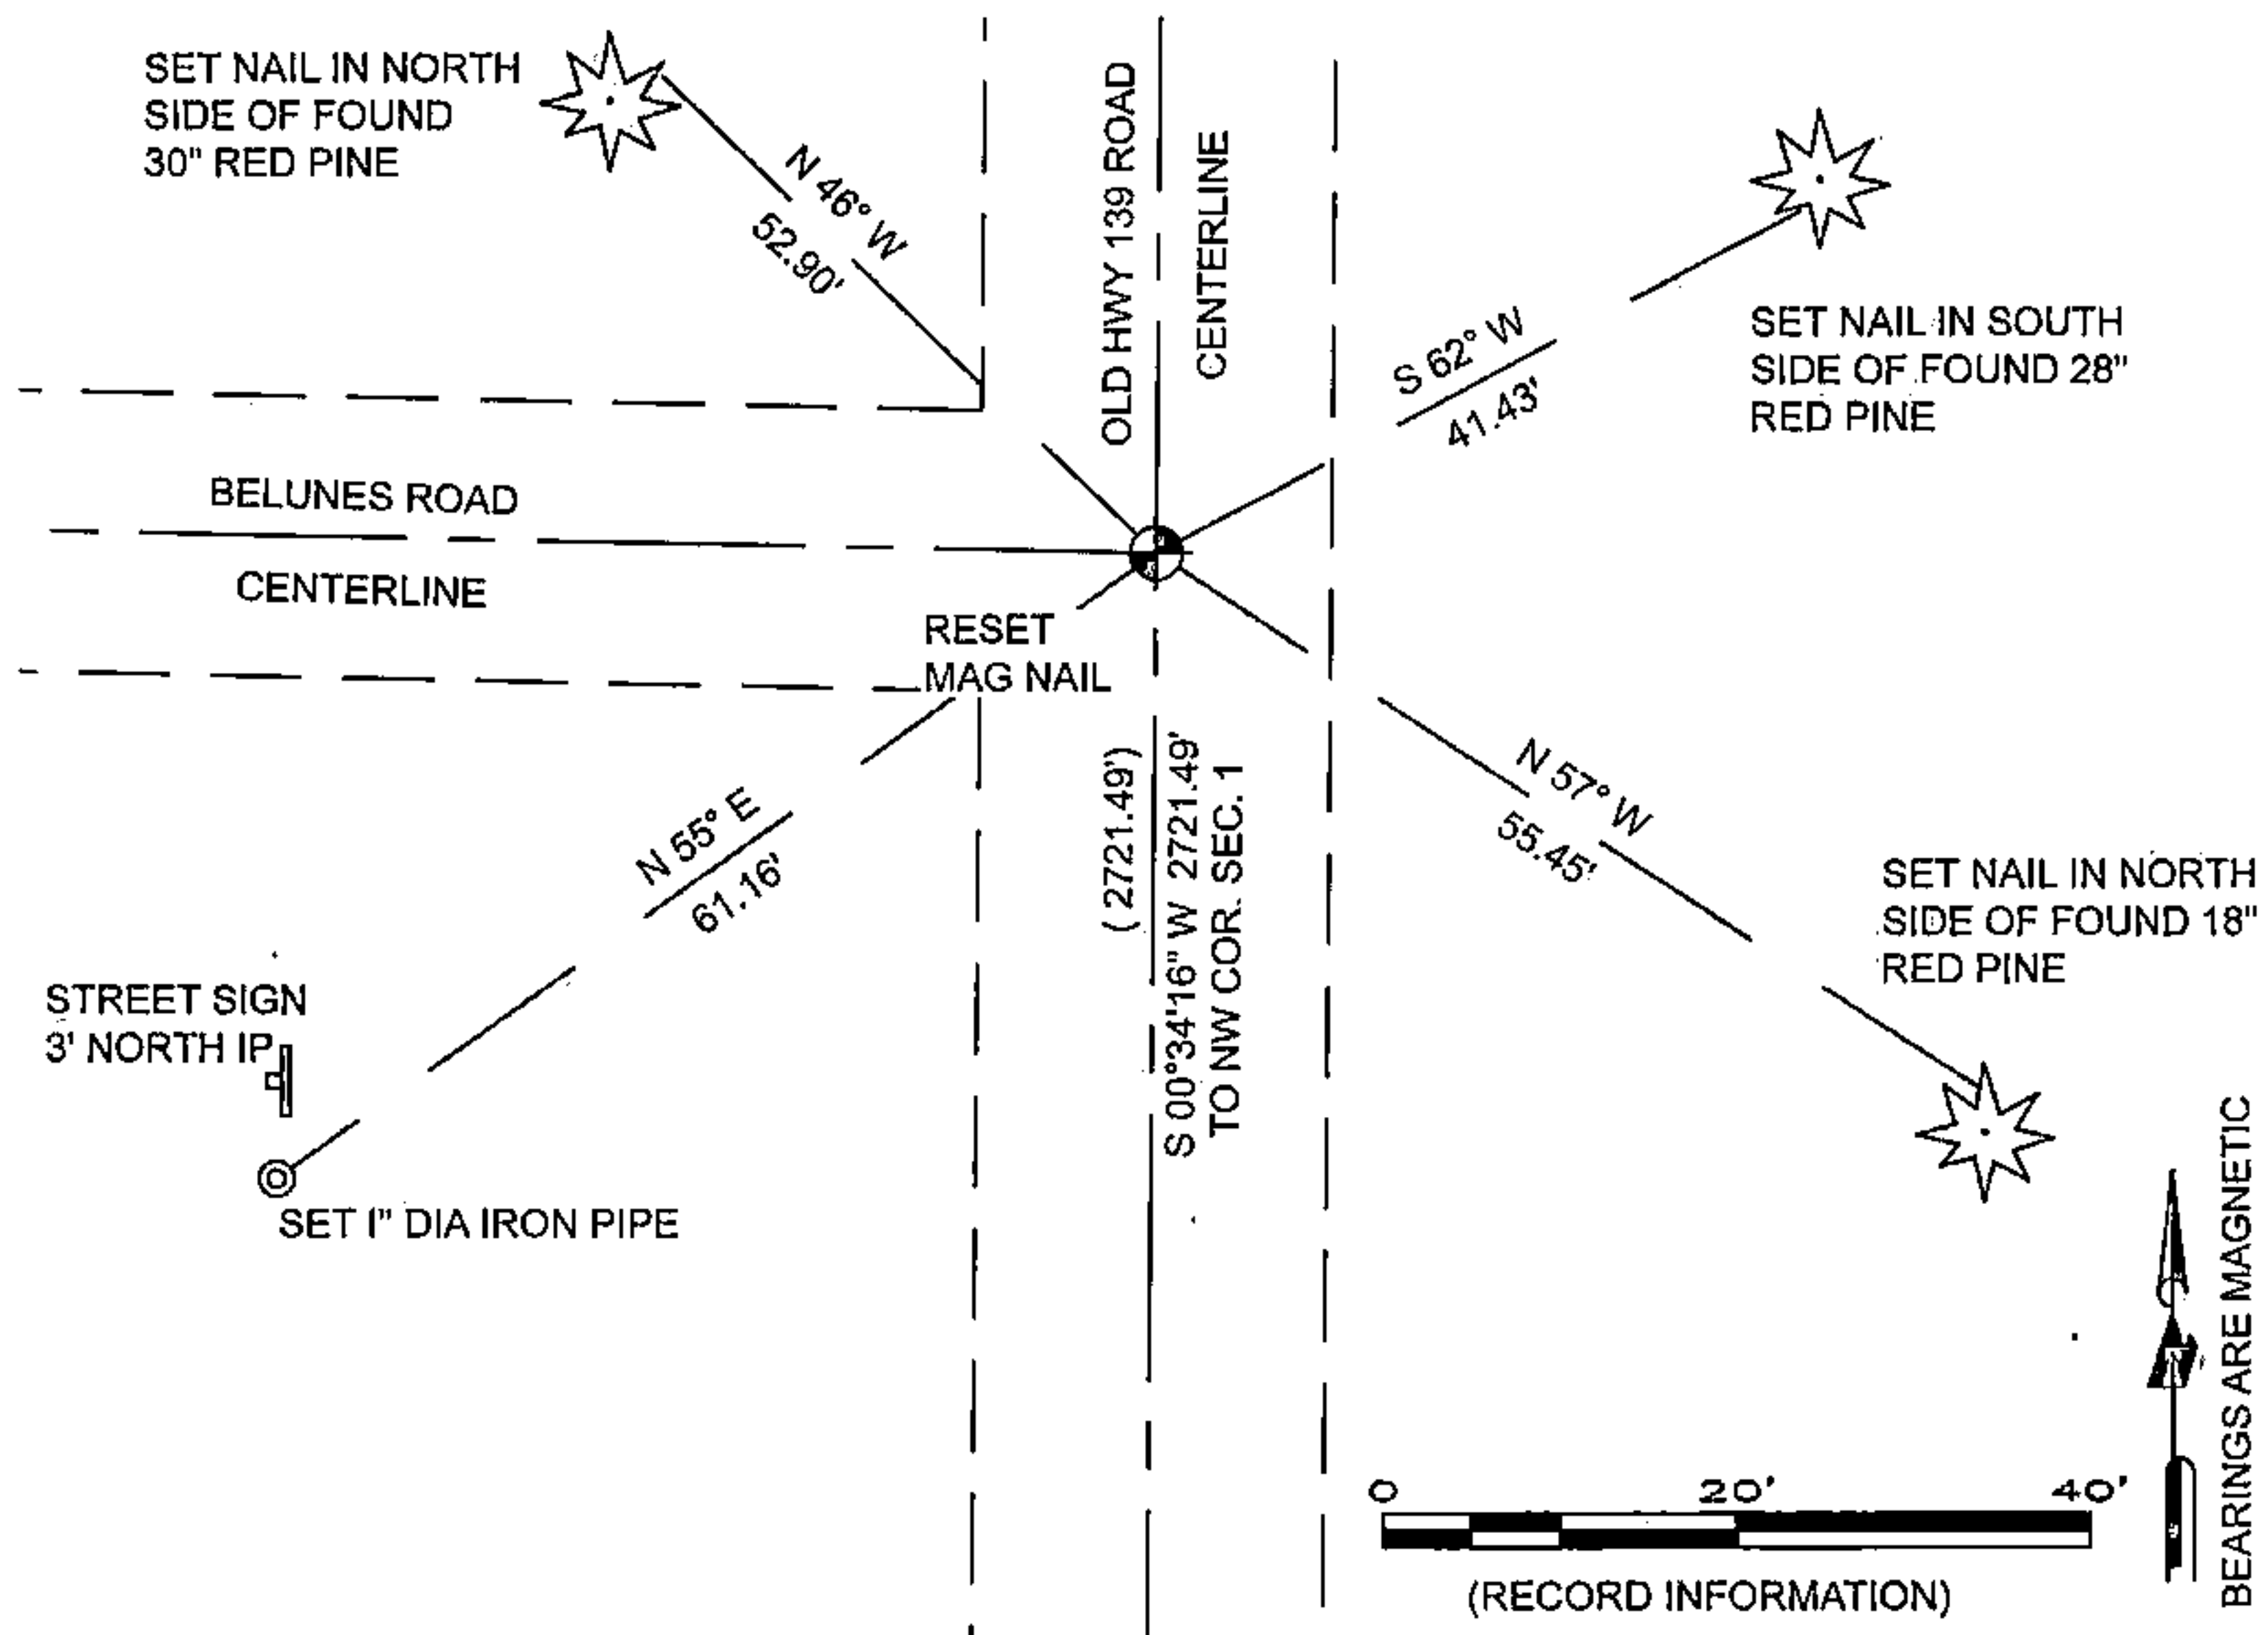 SET NAIL IN NORTH
SIDE OF FOUND
30" RED PINE
N 46° W
52.90'
OLD HWY 139 ROAD
CENTERLINE
S 62° W
41.43'
SET NAIL IN SOUTH
SIDE OF FOUND 28"
RED PINE
BELUNES ROAD
CENTERLINE
RESET
MAG NAIL
N 55° E
61.16'
( 2721.49')
S 00°34'16" W 2721.49'
TO NW COR. SEC. 1
N 57° W
55.45'
SET NAIL IN NORTH
SIDE OF FOUND 18"
RED PINE
STREET SIGN
3' NORTH IP
SET I" DIA IRON PIPE
BEARINGS ARE MAGNETIC
0 20' 40'
(RECORD INFORMATION)